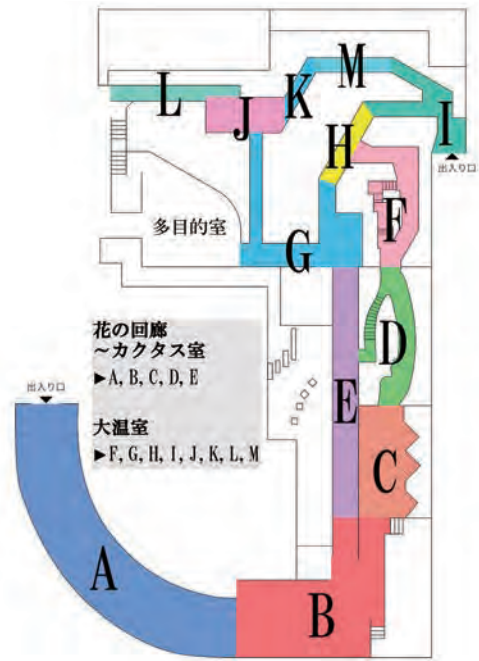 M
K
L
J
I
H
▲
出入り口
F
多目的室
G
D
花の回廊
～カクタス室
▶A, B, C, D, E
出入り口
▼
E
大温室
▶F, G, H, I, J, K, L, M
C
A
B